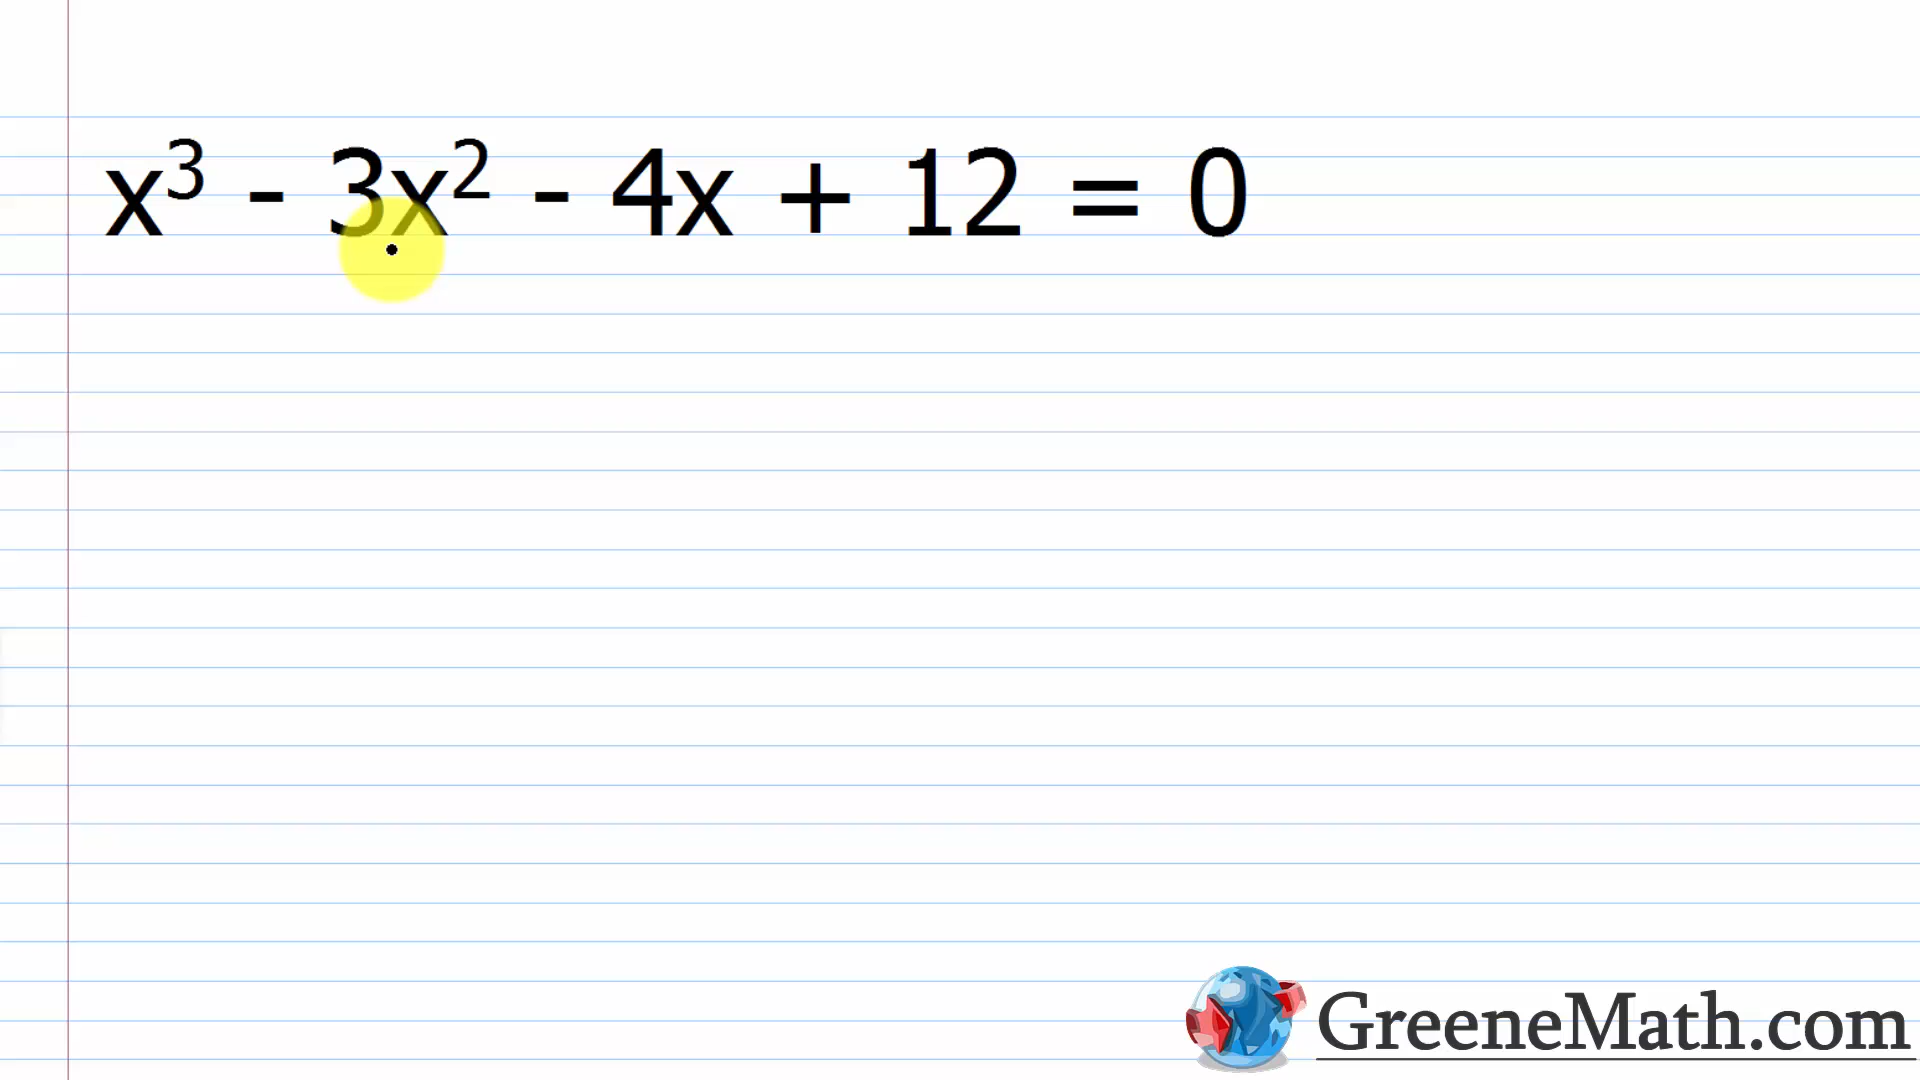 x³ - 3x² - 4x + 12 = 0
GreeneMath.com